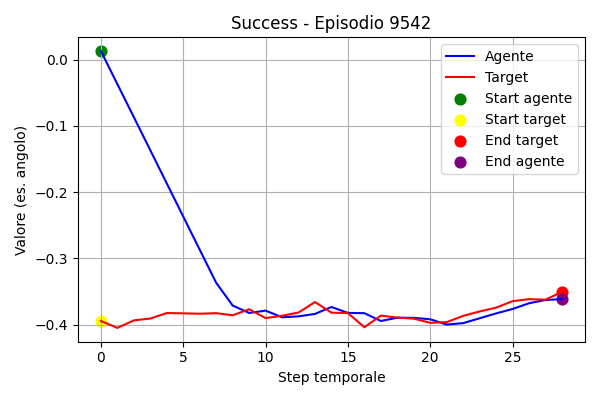 Success - Episodio 9542
Valore (es. angolo)
0.0
−0.1
−0.2
−0.3
−0.4
Agente
Target
Start agente
Start target
End target
End agente
0 5 10 15 20 25
Step temporale